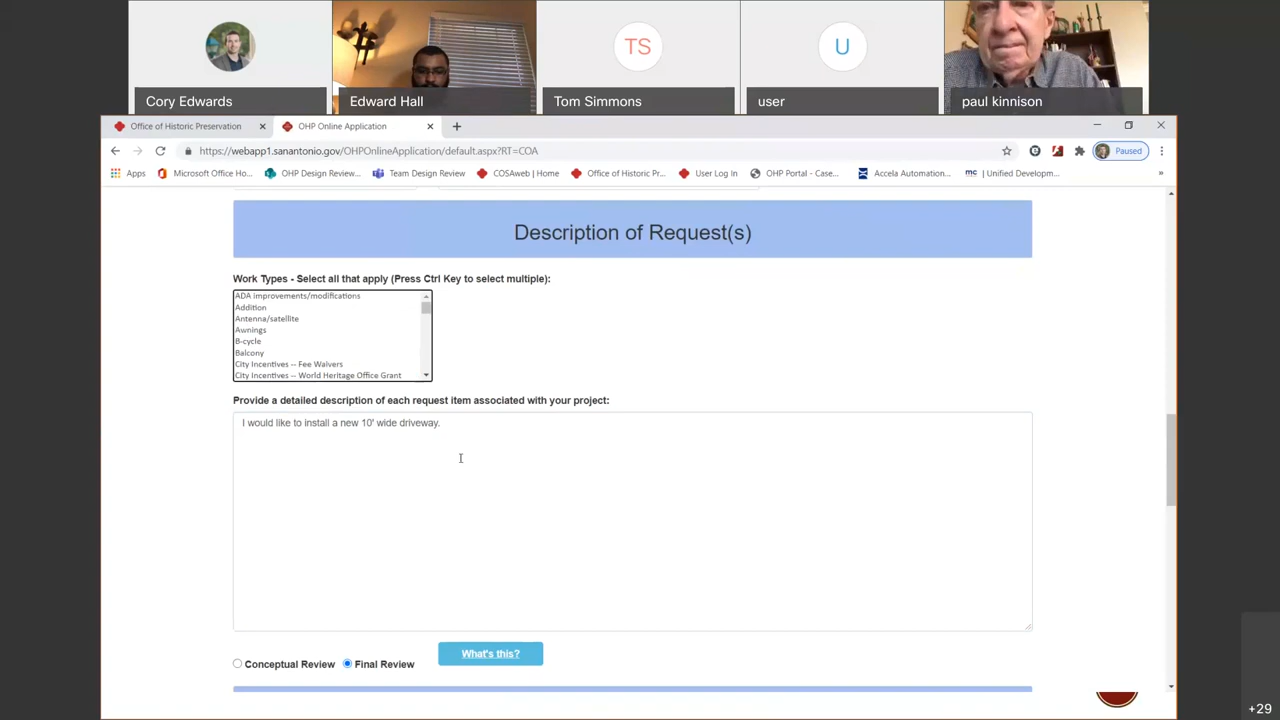 TS
U
Cory Edwards
Edward Hall
Tom Simmons
user
paul kinnison
Office of Historic Preservation
OHP Online Application
https://webapp1.sanantonio.gov/OHPOnlineApplication/default.aspx?RT=COA
Paused
Apps
Microsoft Office Ho...
OHP Design Review...
Team Design Review
COSAweb | Home
Office of Historic Pr...
User Log In
OHP Portal - Case...
Accela Automation...
mc | Unified Developm...
»
Description of Request(s)
Work Types - Select all that apply (Press Ctrl Key to select multiple):
ADA improvements/modifications
Addition
Antenna/satellite
Awnings
B-cycle
Balcony
City Incentives -- Fee Waivers
City Incentives -- World Heritage Office Grant
Provide a detailed description of each request item associated with your project:
I would like to install a new 10' wide driveway.
Conceptual Review Final Review
What's this?
+29